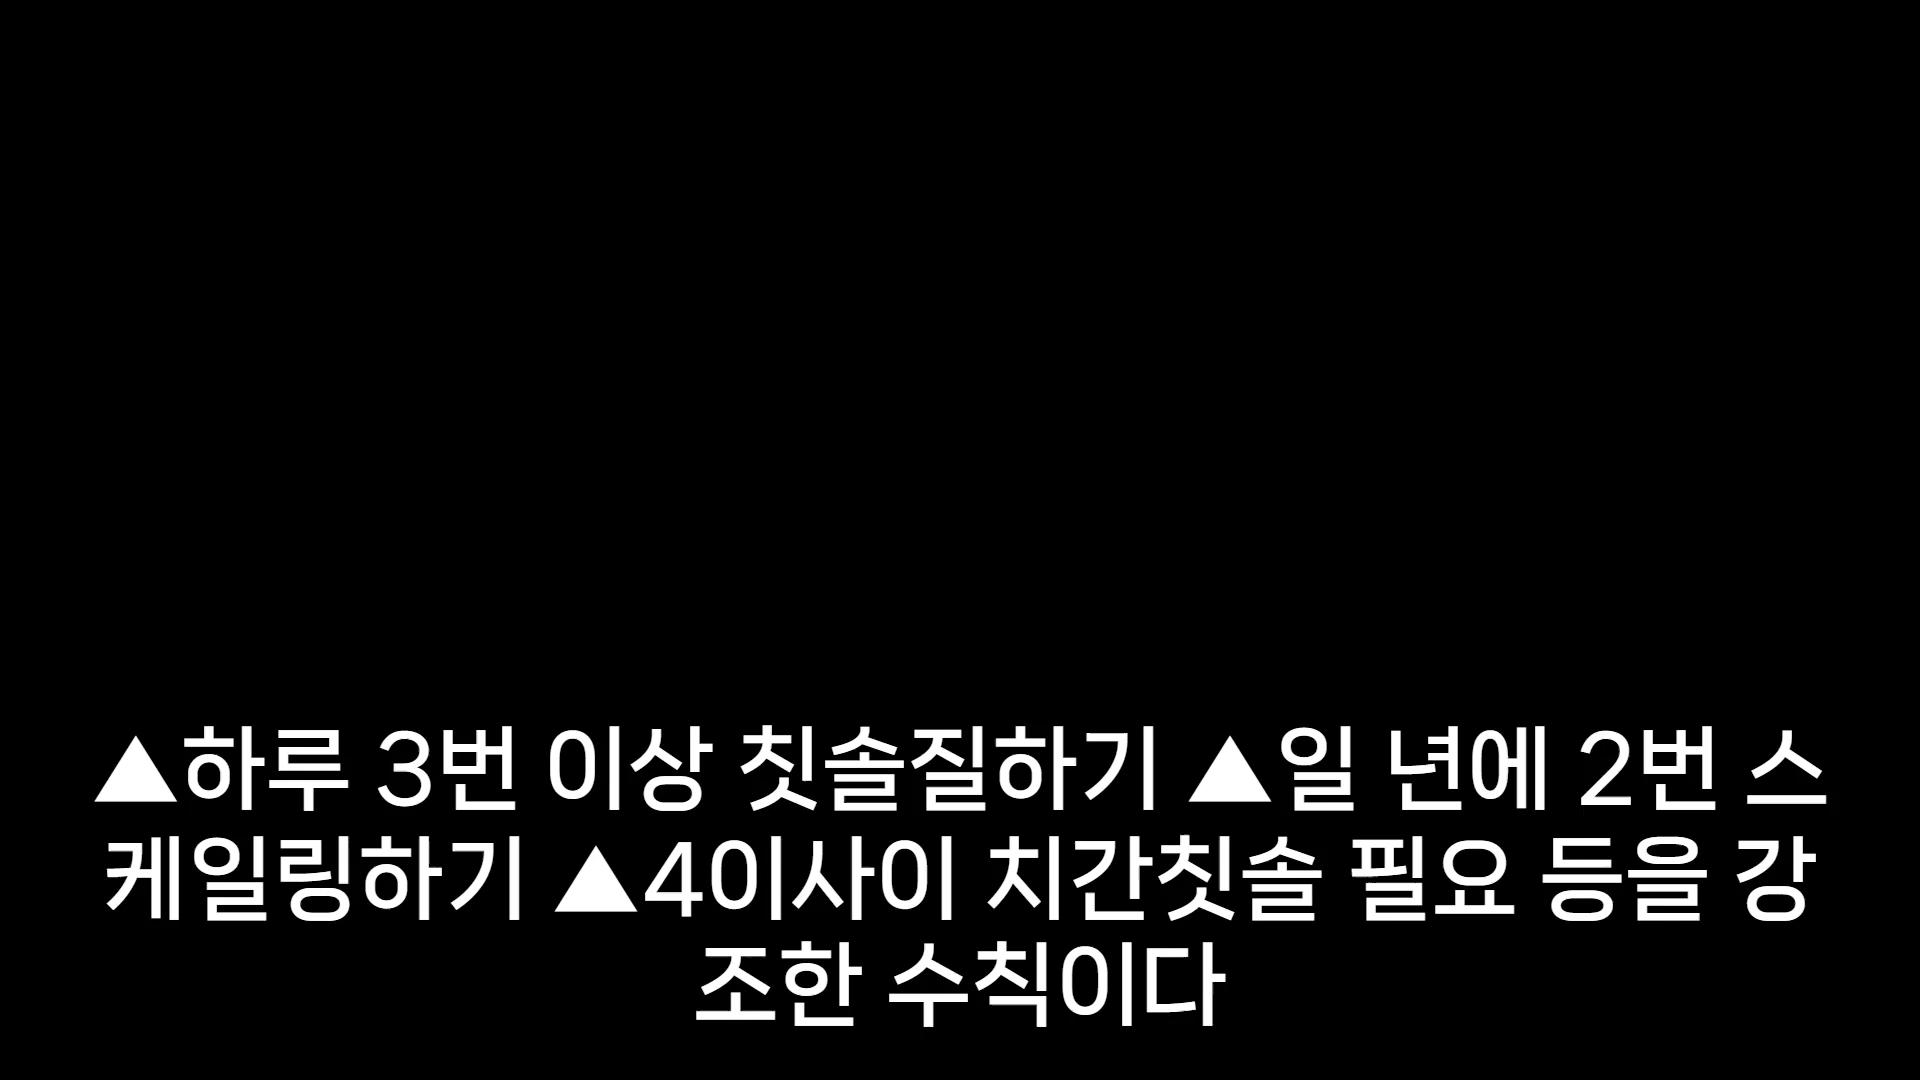 ▲하루 3번 이상 칫솔질하기 ▲일 년에 2번 스
케일링하기 ▲4이사이 치간칫솔 필요 등을 강
조한 수칙이다